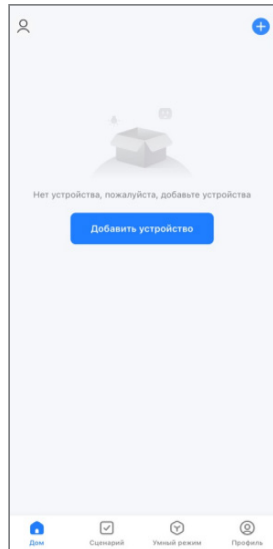 Нет устройства, пожалуйста, добавьте устройства
Добавить устройство
Дом
Сценарий
Умный режим
Профиль